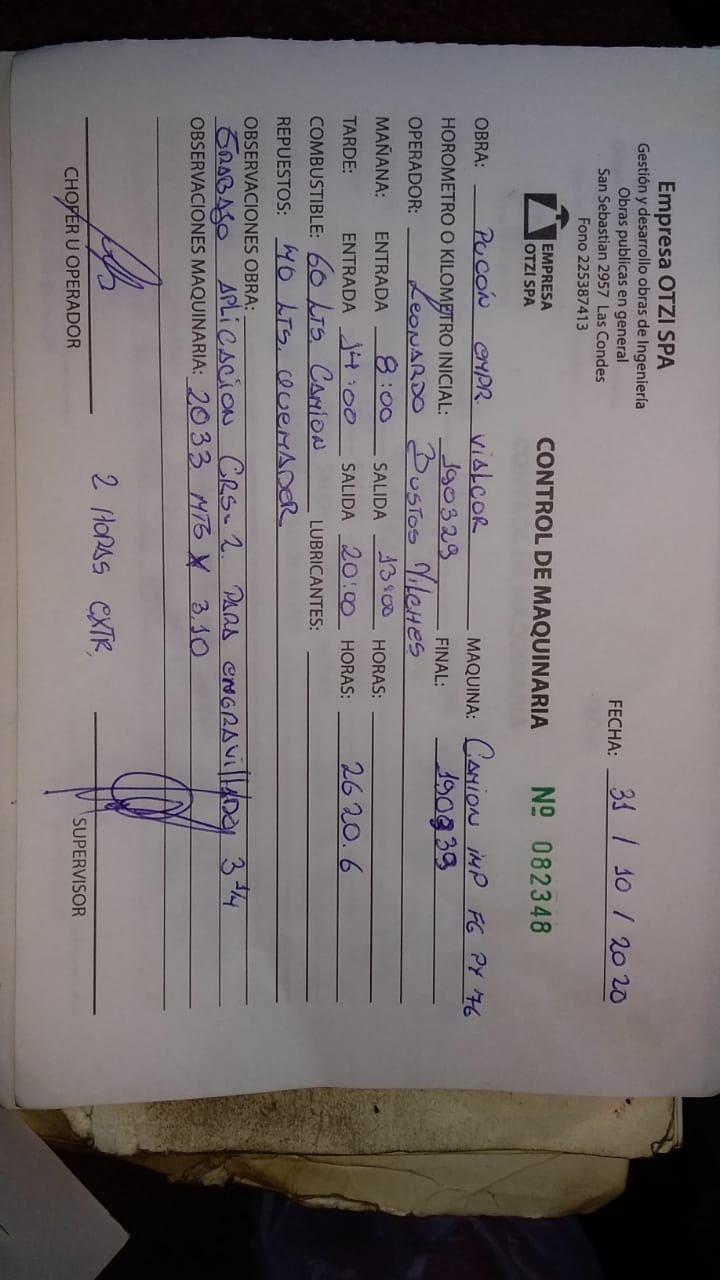 Empresa OTZI SPA
Gestión y desarrollo obras de Ingeniería
Obras publicas en general
San Sebastian 2957 Las Condes
Fono 225387413
FECHA: 31 / 10 / 2020
EMPRESA
OTZI SPA
CONTROL DE MAQUINARIA Nº 082348
OBRA: PUCÓN EMPR. VIALCOR MAQUINA: CAMION IMP FG PY 76
HOROMETRO O KILOMETRO INICIAL: 190329 FINAL: 190339
OPERADOR: LEONARDO BUSTOS VILCHES
MAÑANA: ENTRADA 8:00 SALIDA 13:00 HORAS:
TARDE: ENTRADA 14:00 SALIDA 20:00 HORAS: 2620.6
COMBUSTIBLE: 60 LTS CAMION LUBRICANTES:
REPUESTOS: 40 LTS. QUEMADOR
OBSERVACIONES OBRA:
TRABAJO APLICACION CRS-2. PARA ENGRAVILLADO 3 1/4
OBSERVACIONES MAQUINARIA: 2033 MTS X 3.10
2 HORAS EXTR.
CHOFER U OPERADOR SUPERVISOR